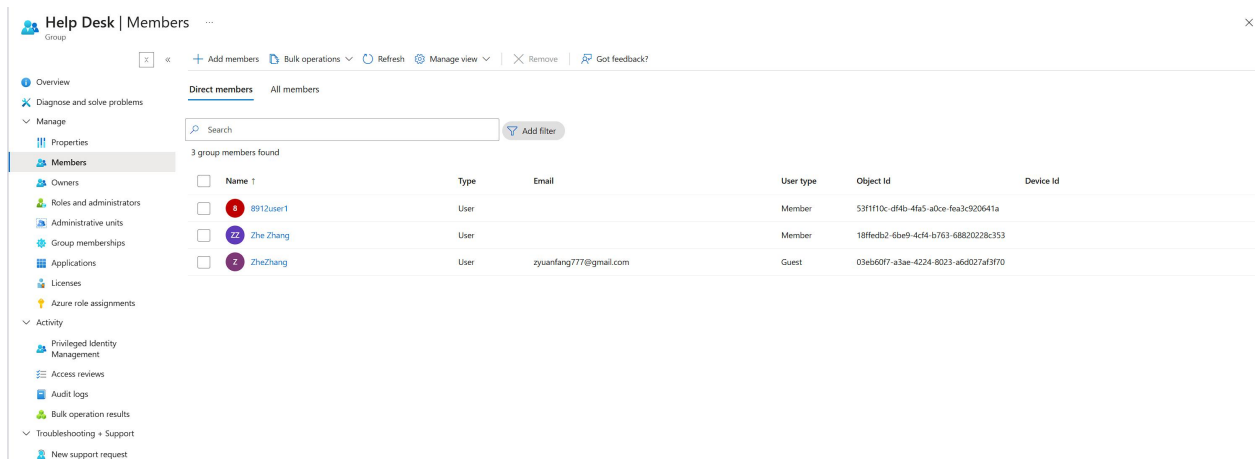 Help Desk | Members ...
Group
+ Add members Bulk operations Refresh Manage view Remove Got feedback?
Overview
Diagnose and solve problems
Manage
Properties
Members
Owners
Roles and administrators
Administrative units
Group memberships
Applications
Licenses
Azure role assignments
Activity
Privileged Identity
Management
Access reviews
Audit logs
Bulk operation results
Troubleshooting + Support
New support request
Direct members All members
Search Add filter
3 group members found
Name ↑ Type Email User type Object Id Device Id
8 8912user1 User Member 53f1f10c-df4b-4fa5-a0ce-fea3c920641a
ZZ Zhe Zhang User Member 18ffedb2-6be9-4cf4-b763-68820228c353
Z ZheZhang User zyuanfang777@gmail.com Guest 03eb60f7-a3ae-4224-8023-a6d027af3f70